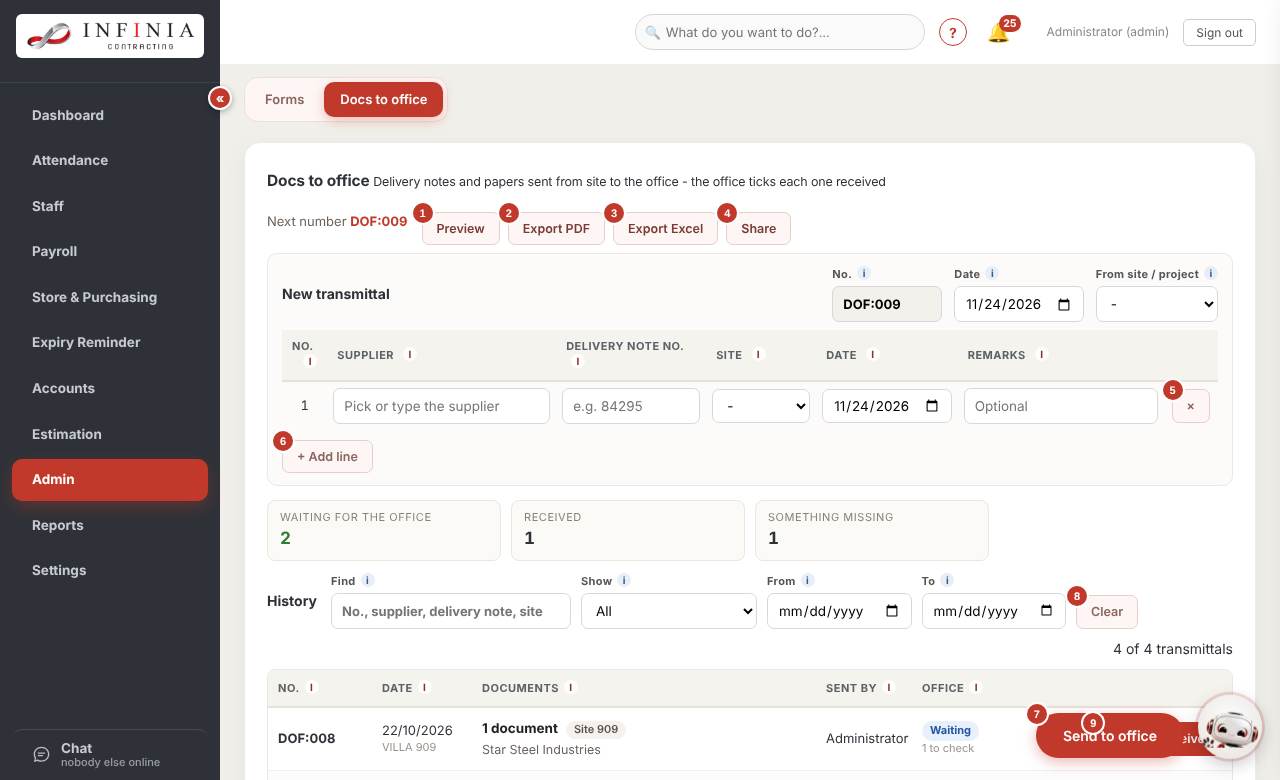 INFINIA
CONTRACTING
What do you want to do?...
?
25
Administrator (admin)
Sign out
«
Dashboard
Attendance
Staff
Payroll
Store & Purchasing
Expiry Reminder
Accounts
Estimation
Admin
Reports
Settings
Chat
nobody else online
Forms
Docs to office
Docs to office Delivery notes and papers sent from site to the office - the office ticks each one received
Next number DOF:009
1 Preview 2 Export PDF 3 Export Excel 4 Share
New transmittal
No. i Date i From site / project i
DOF:009 11/24/2026 -
NO. I SUPPLIER I DELIVERY NOTE NO. I SITE I DATE I REMARKS I
1 Pick or type the supplier e.g. 84295 - 11/24/2026 Optional 5 ×
6 + Add line
WAITING FOR THE OFFICE
2
RECEIVED
1
SOMETHING MISSING
1
History
Find i Show i From i To i
No., supplier, delivery note, site All mm/dd/yyyy mm/dd/yyyy 8 Clear
4 of 4 transmittals
NO. I DATE I DOCUMENTS I SENT BY I OFFICE I
DOF:008 22/10/2026 1 document Site 909 Administrator Waiting
VILLA 909 Star Steel Industries 1 to check
7 9 Send to office